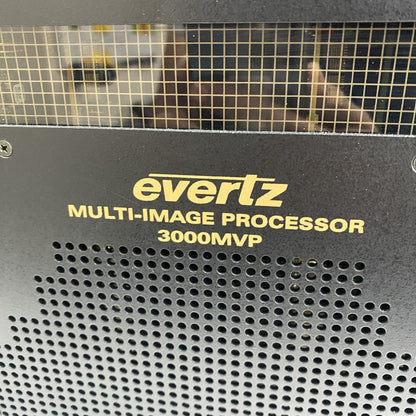 evertz
MULTI-IMAGE PROCESSOR
3000MVP